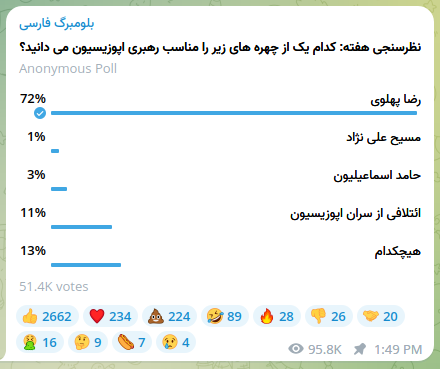 بلومبرگ فارسی
نظرسنجی هفته: کدام یک از چهره های زیر را مناسب رهبری اپوزیسیون می دانید؟
Anonymous Poll
72% رضا پهلوی
1% مسیح علی نژاد
3% حامد اسماعیلیون
11% ائتلافی از سران اپوزیسیون
13% هیچکدام
51.4K votes
👍 2662 ❤ 234 💩 224 🤣 89 🔥 28 👎 26 🤝 20
🤮 16 🤔 9 🌭 7 😢 4 95.8K 1:49 PM